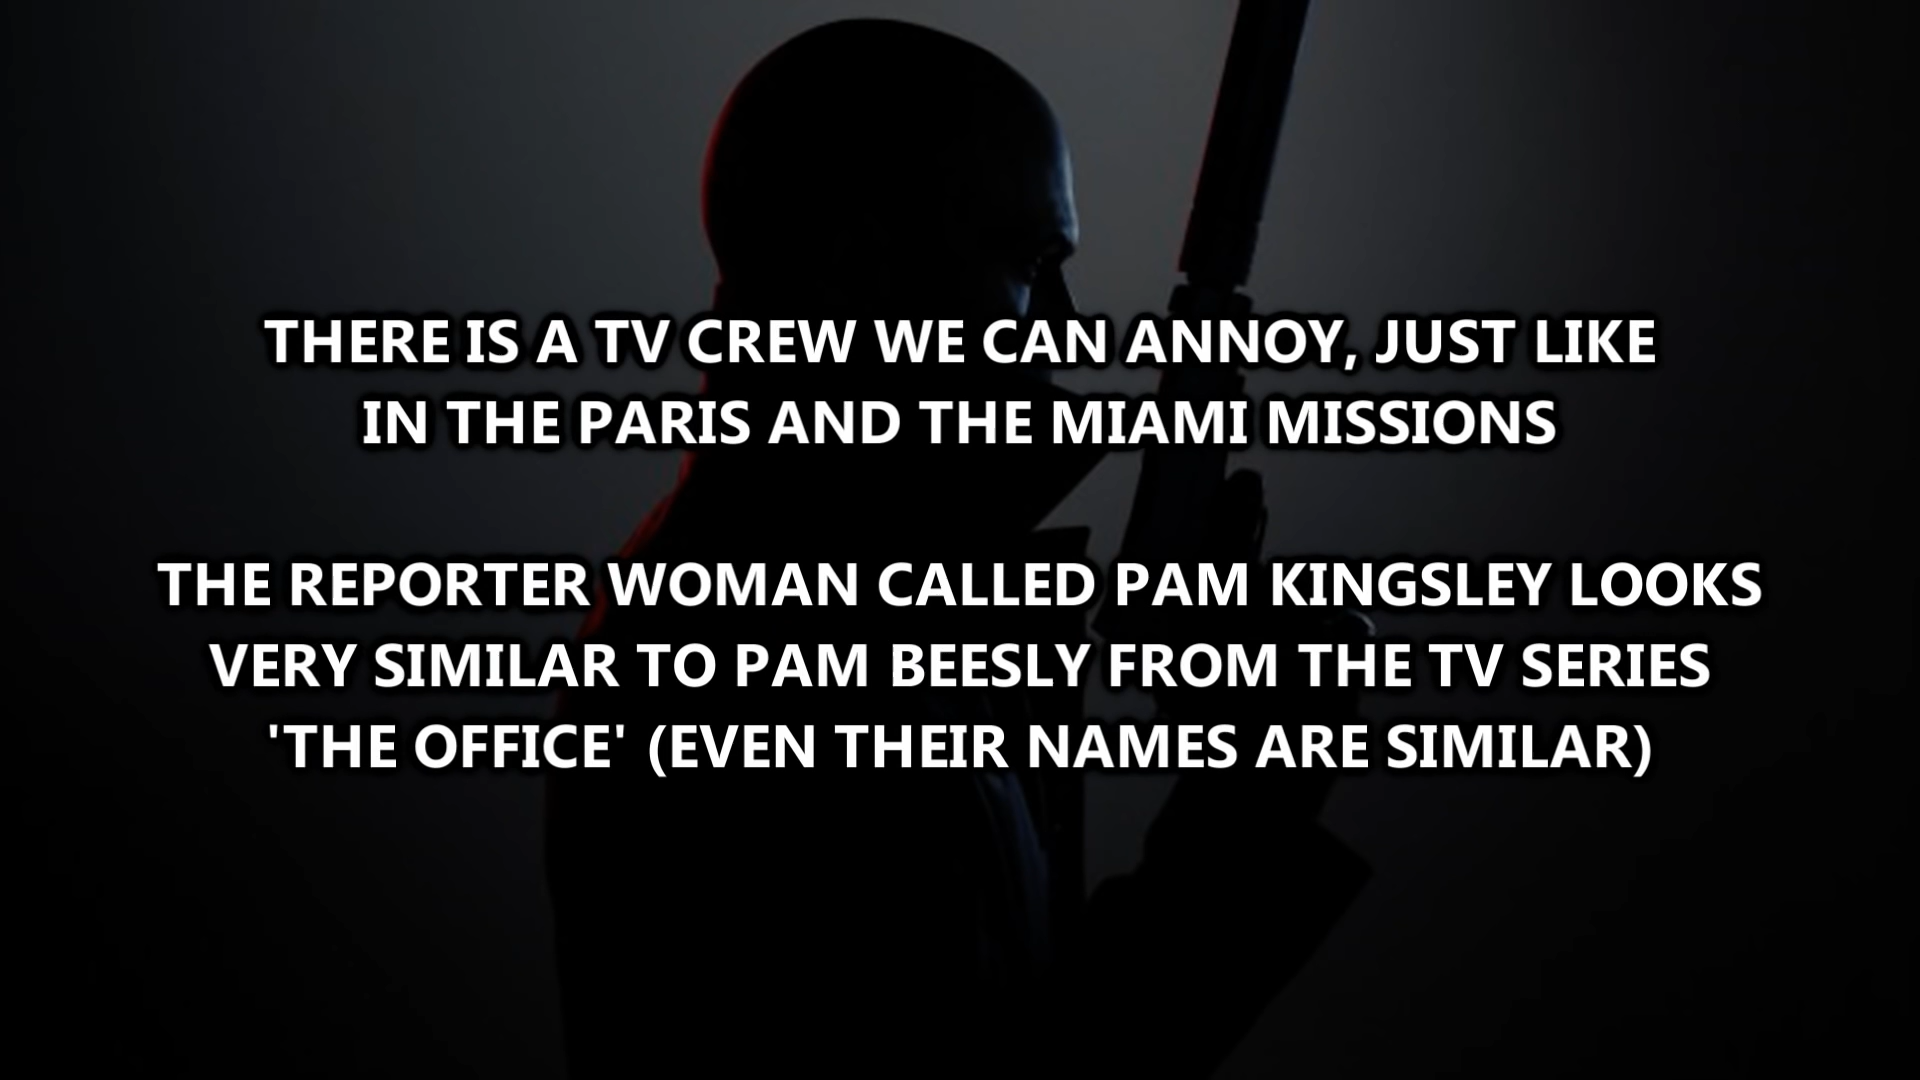 THERE IS A TV CREW WE CAN ANNOY, JUST LIKE
IN THE PARIS AND THE MIAMI MISSIONS
THE REPORTER WOMAN CALLED PAM KINGSLEY LOOKS
VERY SIMILAR TO PAM BEESLY FROM THE TV SERIES
'THE OFFICE' (EVEN THEIR NAMES ARE SIMILAR)